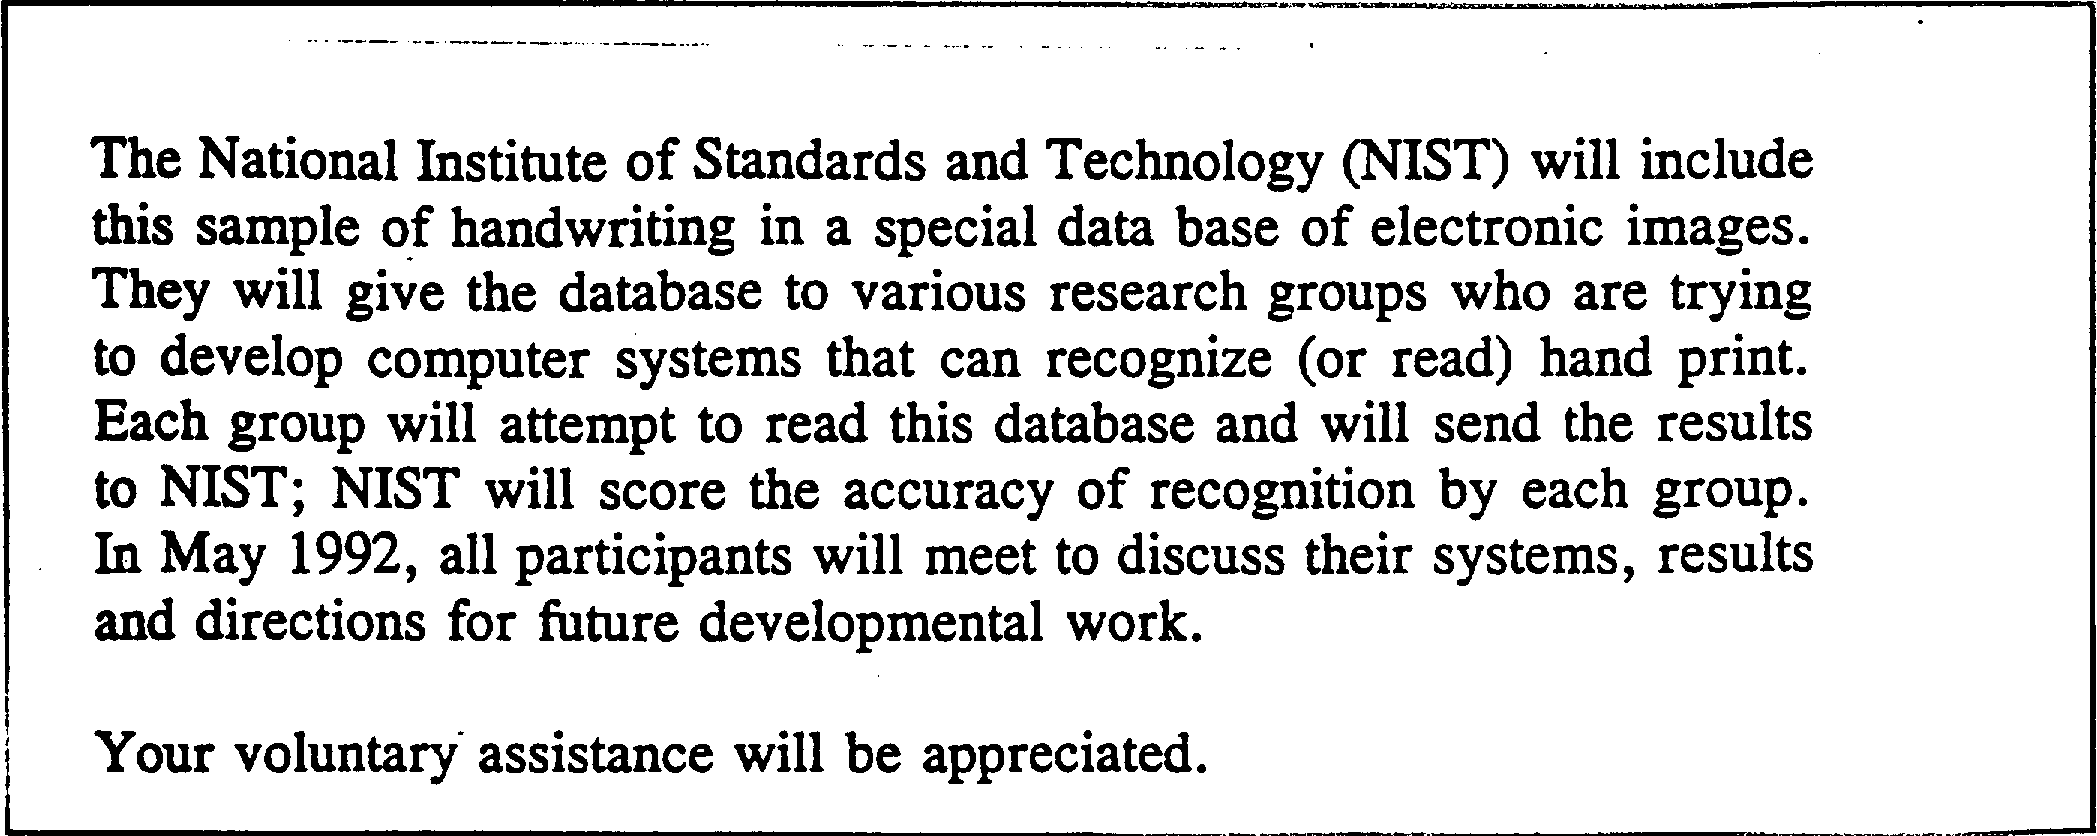 The National Institute of Standards and Technology (NIST) will include
this sample of handwriting in a special data base of electronic images.
They will give the database to various research groups who are trying
to develop computer systems that can recognize (or read) hand print.
Each group will attempt to read this database and will send the results
to NIST; NIST will score the accuracy of recognition by each group.
In May 1992, all participants will meet to discuss their systems, results
and directions for future developmental work.
Your voluntary assistance will be appreciated.